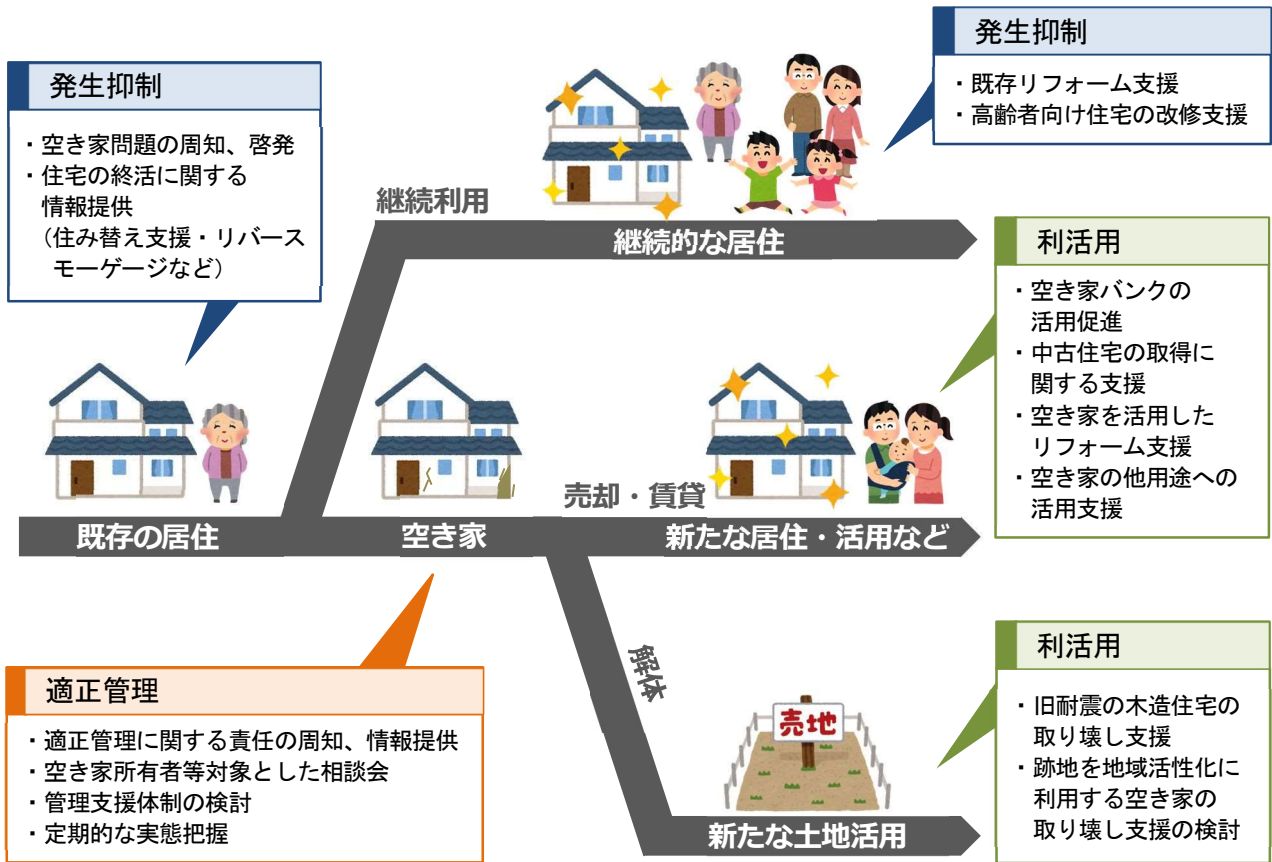 発生抑制
・空き家問題の周知、啓発
・住宅の終活に関する
情報提供
（住み替え支援・リバース
モーゲージなど）
発生抑制
・既存リフォーム支援
・高齢者向け住宅の改修支援
継続利用
継続的な居住
利活用
・空き家バンクの
活用促進
・中古住宅の取得に
関する支援
・空き家を活用した
リフォーム支援
・空き家の他用途への
活用支援
既存の居住
空き家
売却・賃貸
新たな居住・活用など
適正管理
・適正管理に関する責任の周知、情報提供
・空き家所有者等対象とした相談会
・管理支援体制の検討
・定期的な実態把握
解体
売地
新たな土地活用
利活用
・旧耐震の木造住宅の
取り壊し支援
・跡地を地域活性化に
利用する空き家の
取り壊し支援の検討